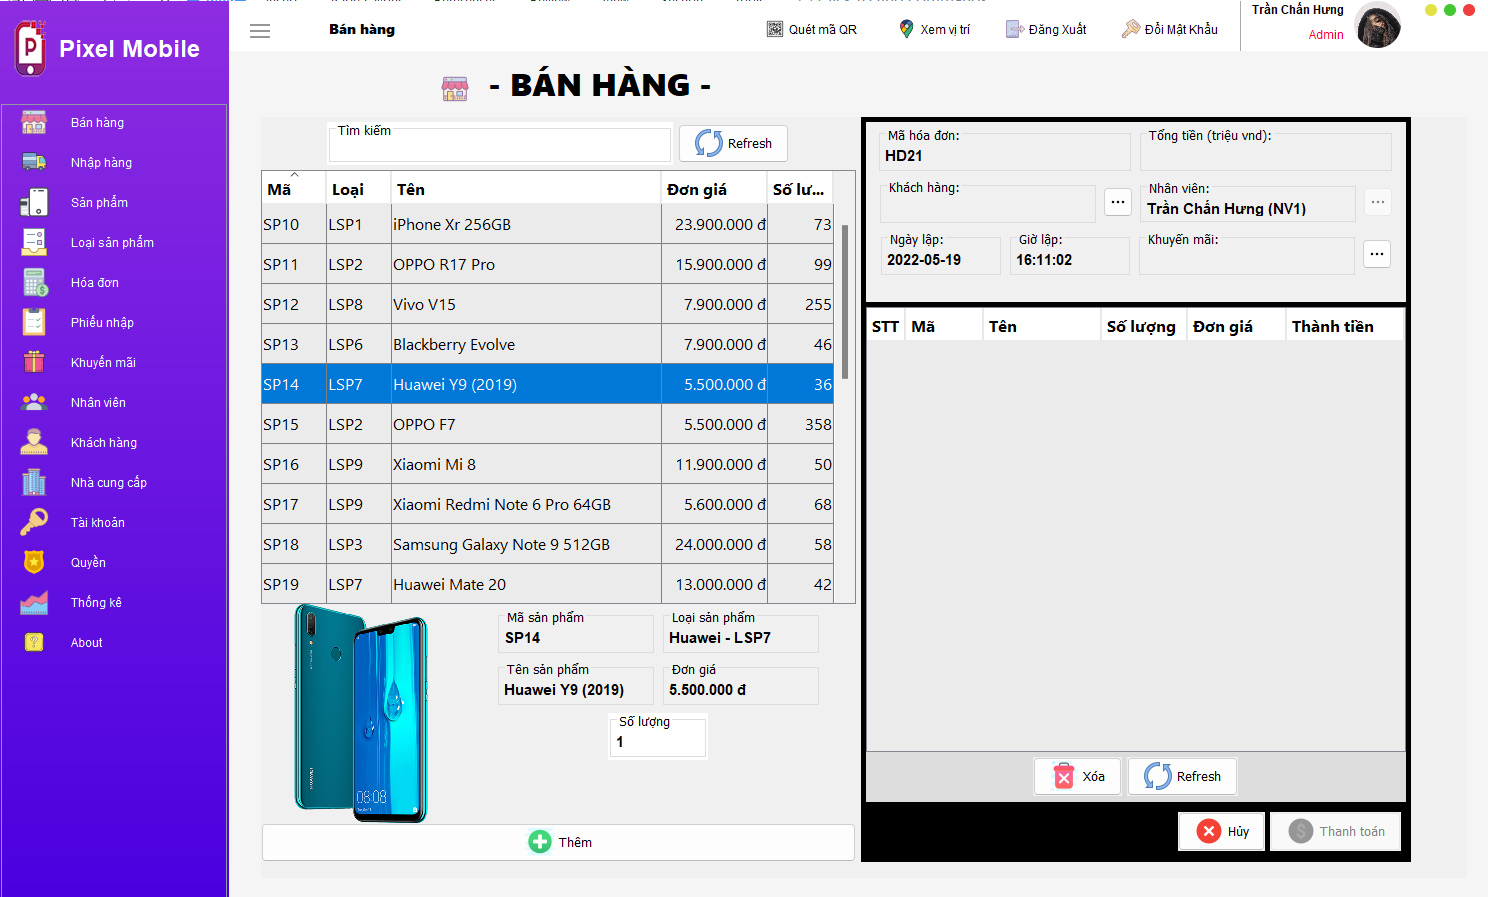 Pixel Mobile
Bán hàng
Quét mã QR
Xem vị trí
Đăng Xuất
Đổi Mật Khẩu
Trần Chấn Hưng
Admin
Bán hàng
Nhập hàng
Sản phẩm
Loại sản phẩm
Hóa đơn
Phiếu nhập
Khuyến mãi
Nhân viên
Khách hàng
Nhà cung cấp
Tài khoản
Quyền
Thống kê
About
- BÁN HÀNG -
Tìm kiếm
Refresh
Mã Loại Tên Đơn giá Số lư...
SP10 LSP1 iPhone Xr 256GB 23.900.000 đ 73
SP11 LSP2 OPPO R17 Pro 15.900.000 đ 99
SP12 LSP8 Vivo V15 7.900.000 đ 255
SP13 LSP6 Blackberry Evolve 7.900.000 đ 46
SP14 LSP7 Huawei Y9 (2019) 5.500.000 đ 36
SP15 LSP2 OPPO F7 5.500.000 đ 358
SP16 LSP9 Xiaomi Mi 8 11.900.000 đ 50
SP17 LSP9 Xiaomi Redmi Note 6 Pro 64GB 5.600.000 đ 68
SP18 LSP3 Samsung Galaxy Note 9 512GB 24.000.000 đ 58
SP19 LSP7 Huawei Mate 20 13.000.000 đ 42
08:08
Mã sản phẩm
SP14
Loại sản phẩm
Huawei - LSP7
Tên sản phẩm
Huawei Y9 (2019)
Đơn giá
5.500.000 đ
Số lượng
1
Thêm
Mã hóa đơn:
HD21
Tổng tiền (triệu vnd):
Khách hàng:
...
Nhân viên:
Trần Chấn Hưng (NV1)
...
Ngày lập:
2022-05-19
Giờ lập:
16:11:02
Khuyến mãi:
...
STT Mã Tên Số lượng Đơn giá Thành tiền
Xóa
Refresh
Hủy
Thanh toán